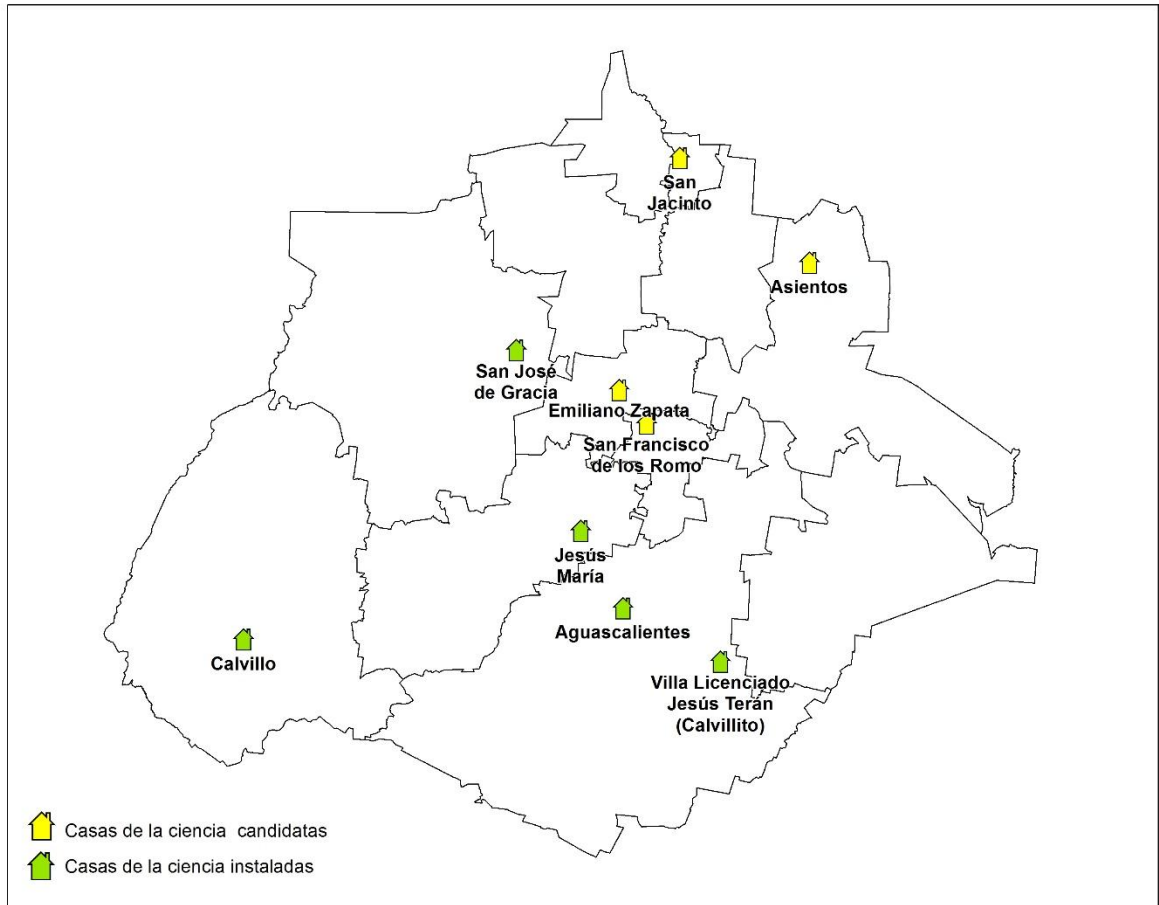 San
Jacinto
Asientos
San José
de Gracia
Emiliano Zapata
San Francisco
de los Romo
Jesús
María
Aguascalientes
Calvillo
Villa Licenciado
Jesús Terán
(Calvillito)
Casas de la ciencia candidatas
Casas de la ciencia instaladas